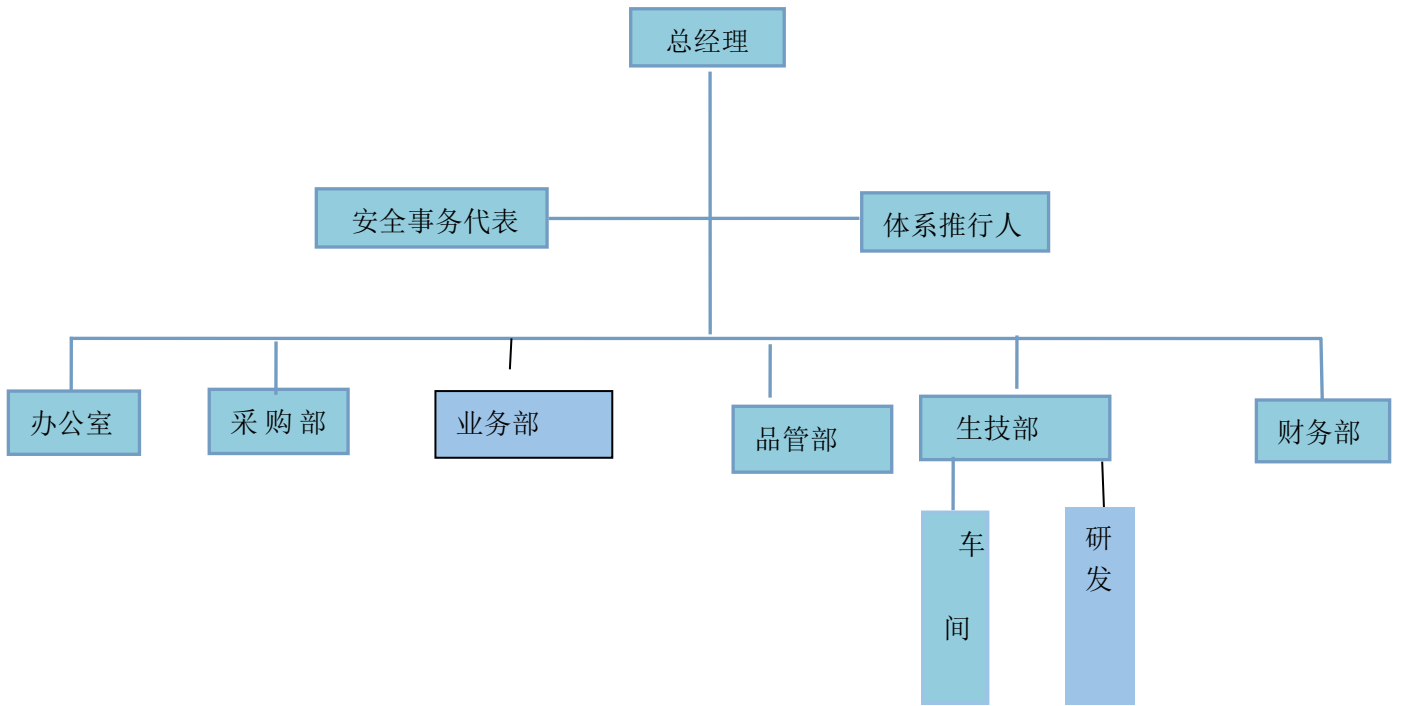 总经理
安全事务代表
体系推行人
办公室
采购部
业务部
品管部
生技部
财务部
车
间
研
发